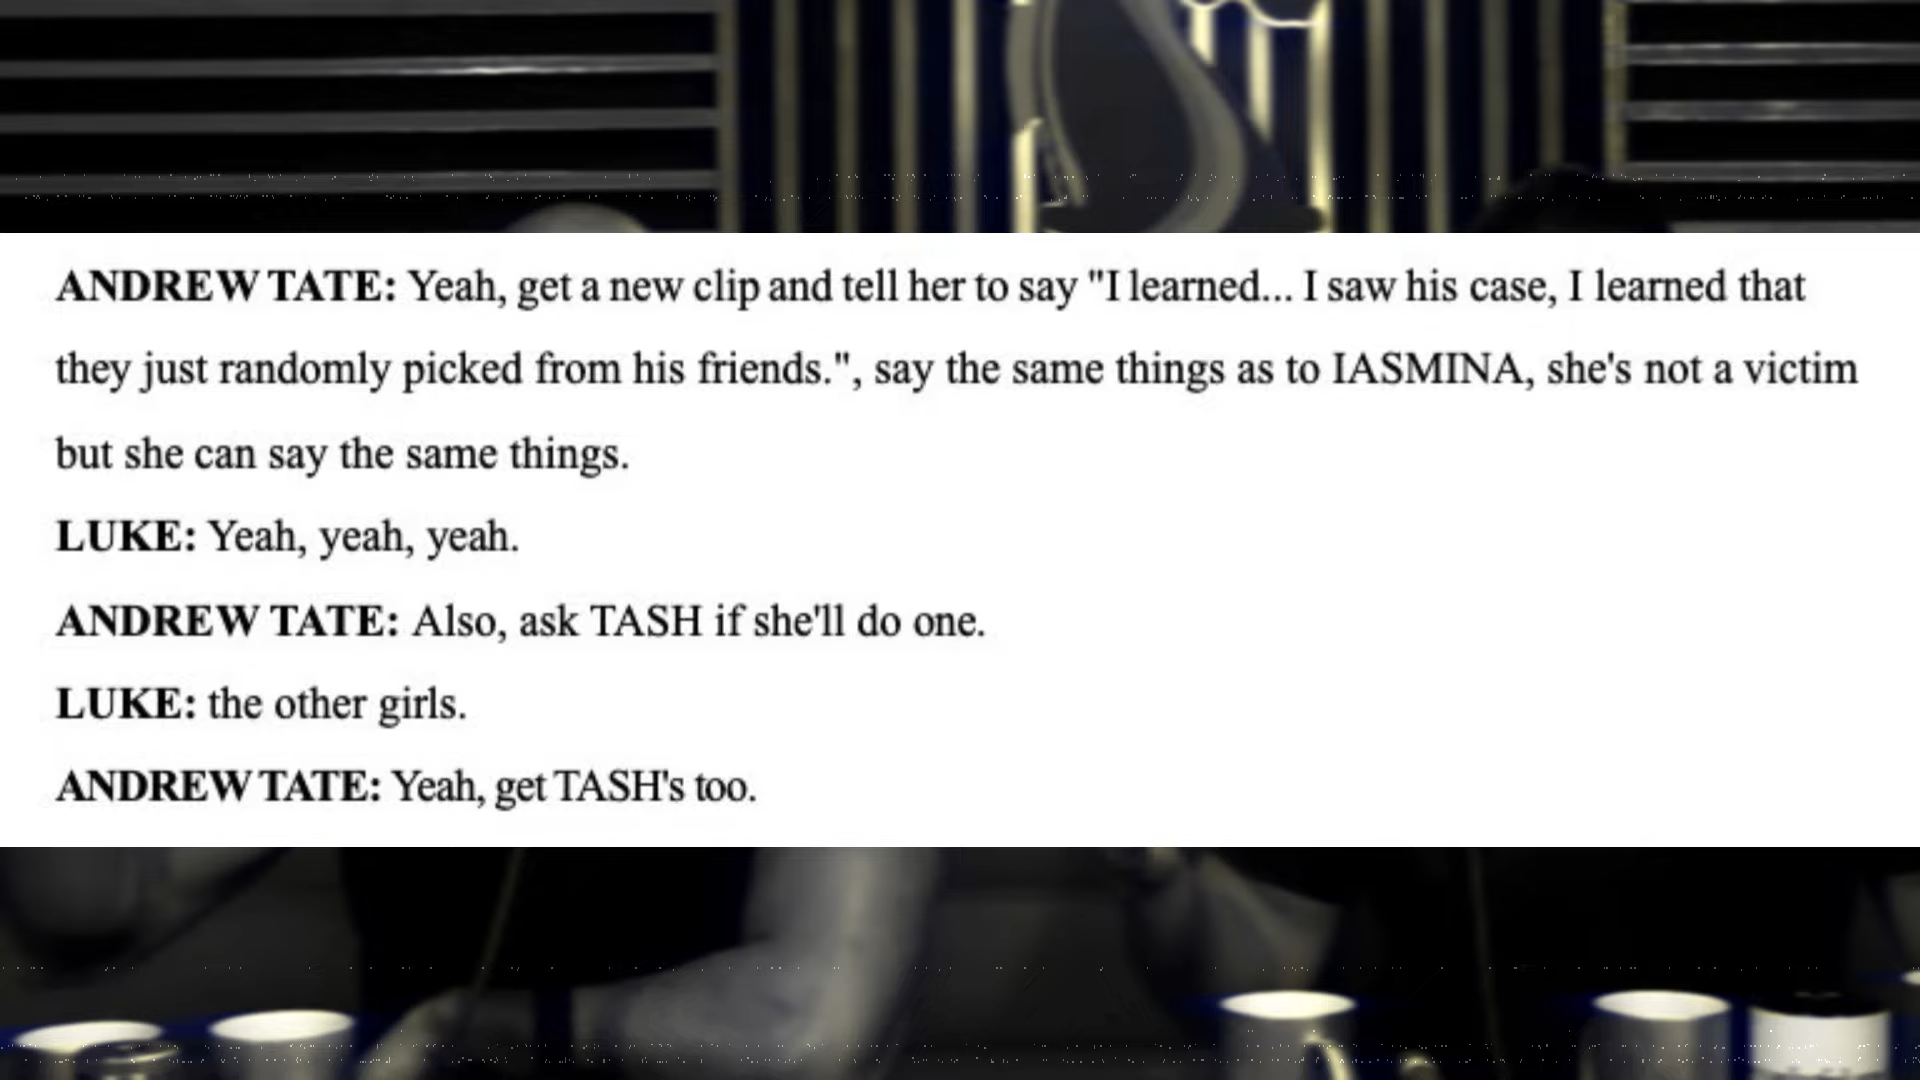 ANDREW TATE: Yeah, get a new clip and tell her to say "I learned... I saw his case, I learned that
they just randomly picked from his friends.", say the same things as to IASMINA, she's not a victim
but she can say the same things.
LUKE: Yeah, yeah, yeah.
ANDREW TATE: Also, ask TASH if she'll do one.
LUKE: the other girls.
ANDREW TATE: Yeah, get TASH's too.